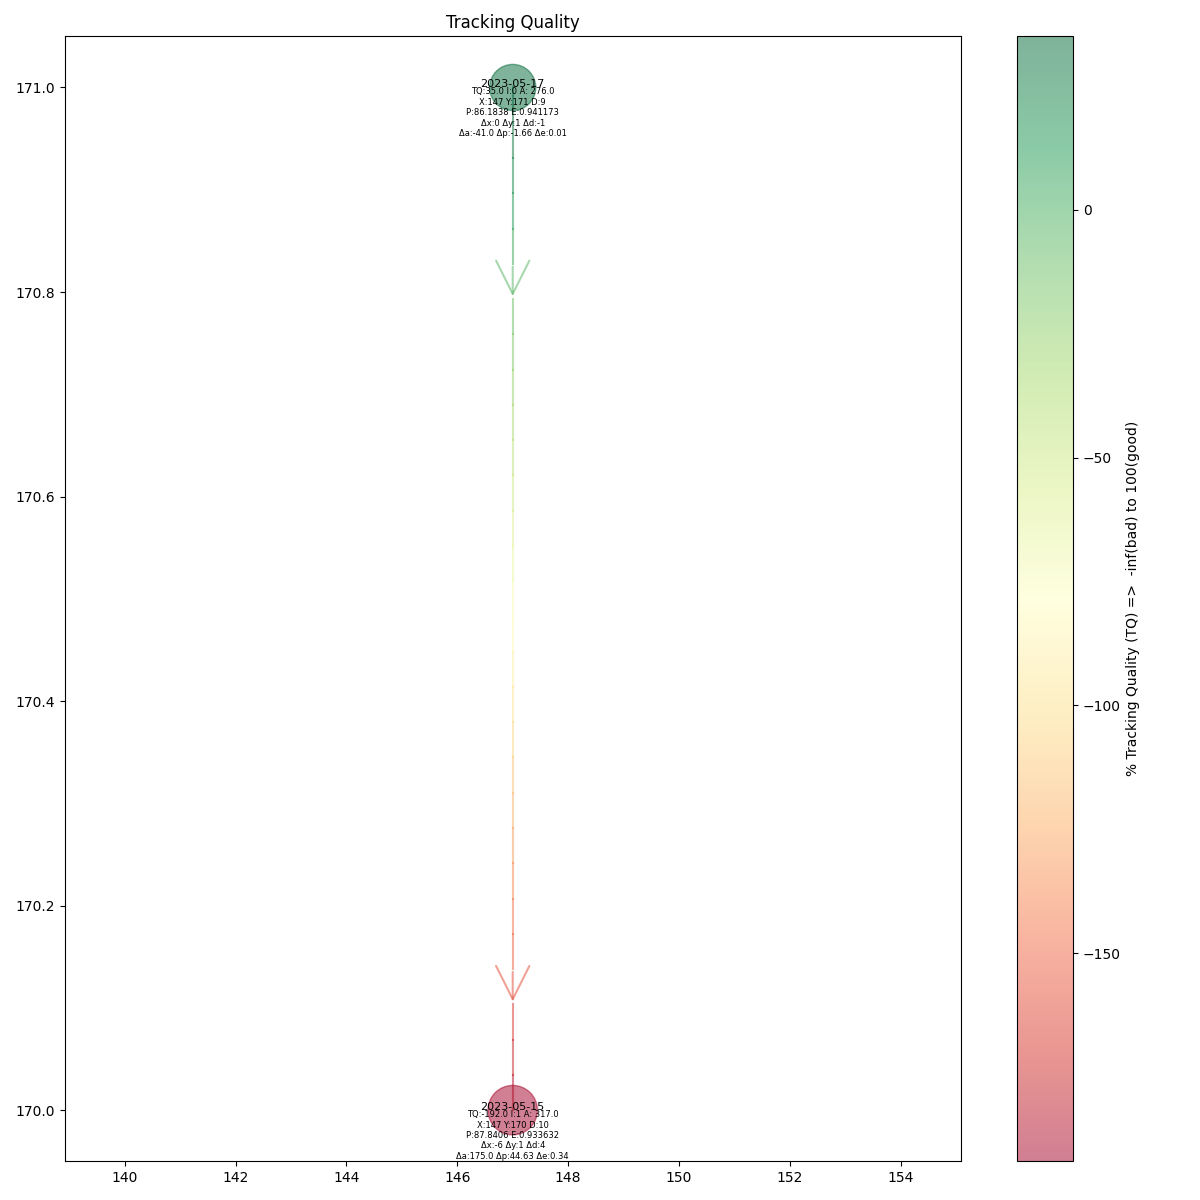 Tracking Quality
171.0
170.8
170.6
170.4
170.2
170.0
2023-05-17
TQ:35.0 I:0 A: 276.0
X:147 Y:171 D:9
P:86.1838 E:0.941173
Δx:0 Δy:1 Δd:-1
Δa:-41.0 Δp:-1.66 Δe:0.01
2023-05-15
TQ:-192.0 I:1 A: 317.0
X:147 Y:170 D:10
P:87.8406 E:0.933632
Δx:-6 Δy:1 Δd:4
Δa:175.0 Δp:44.63 Δe:0.34
140 142 144 146 148 150 152 154
0
−50
−100
−150
% Tracking Quality (TQ) => -inf(bad) to 100(good)